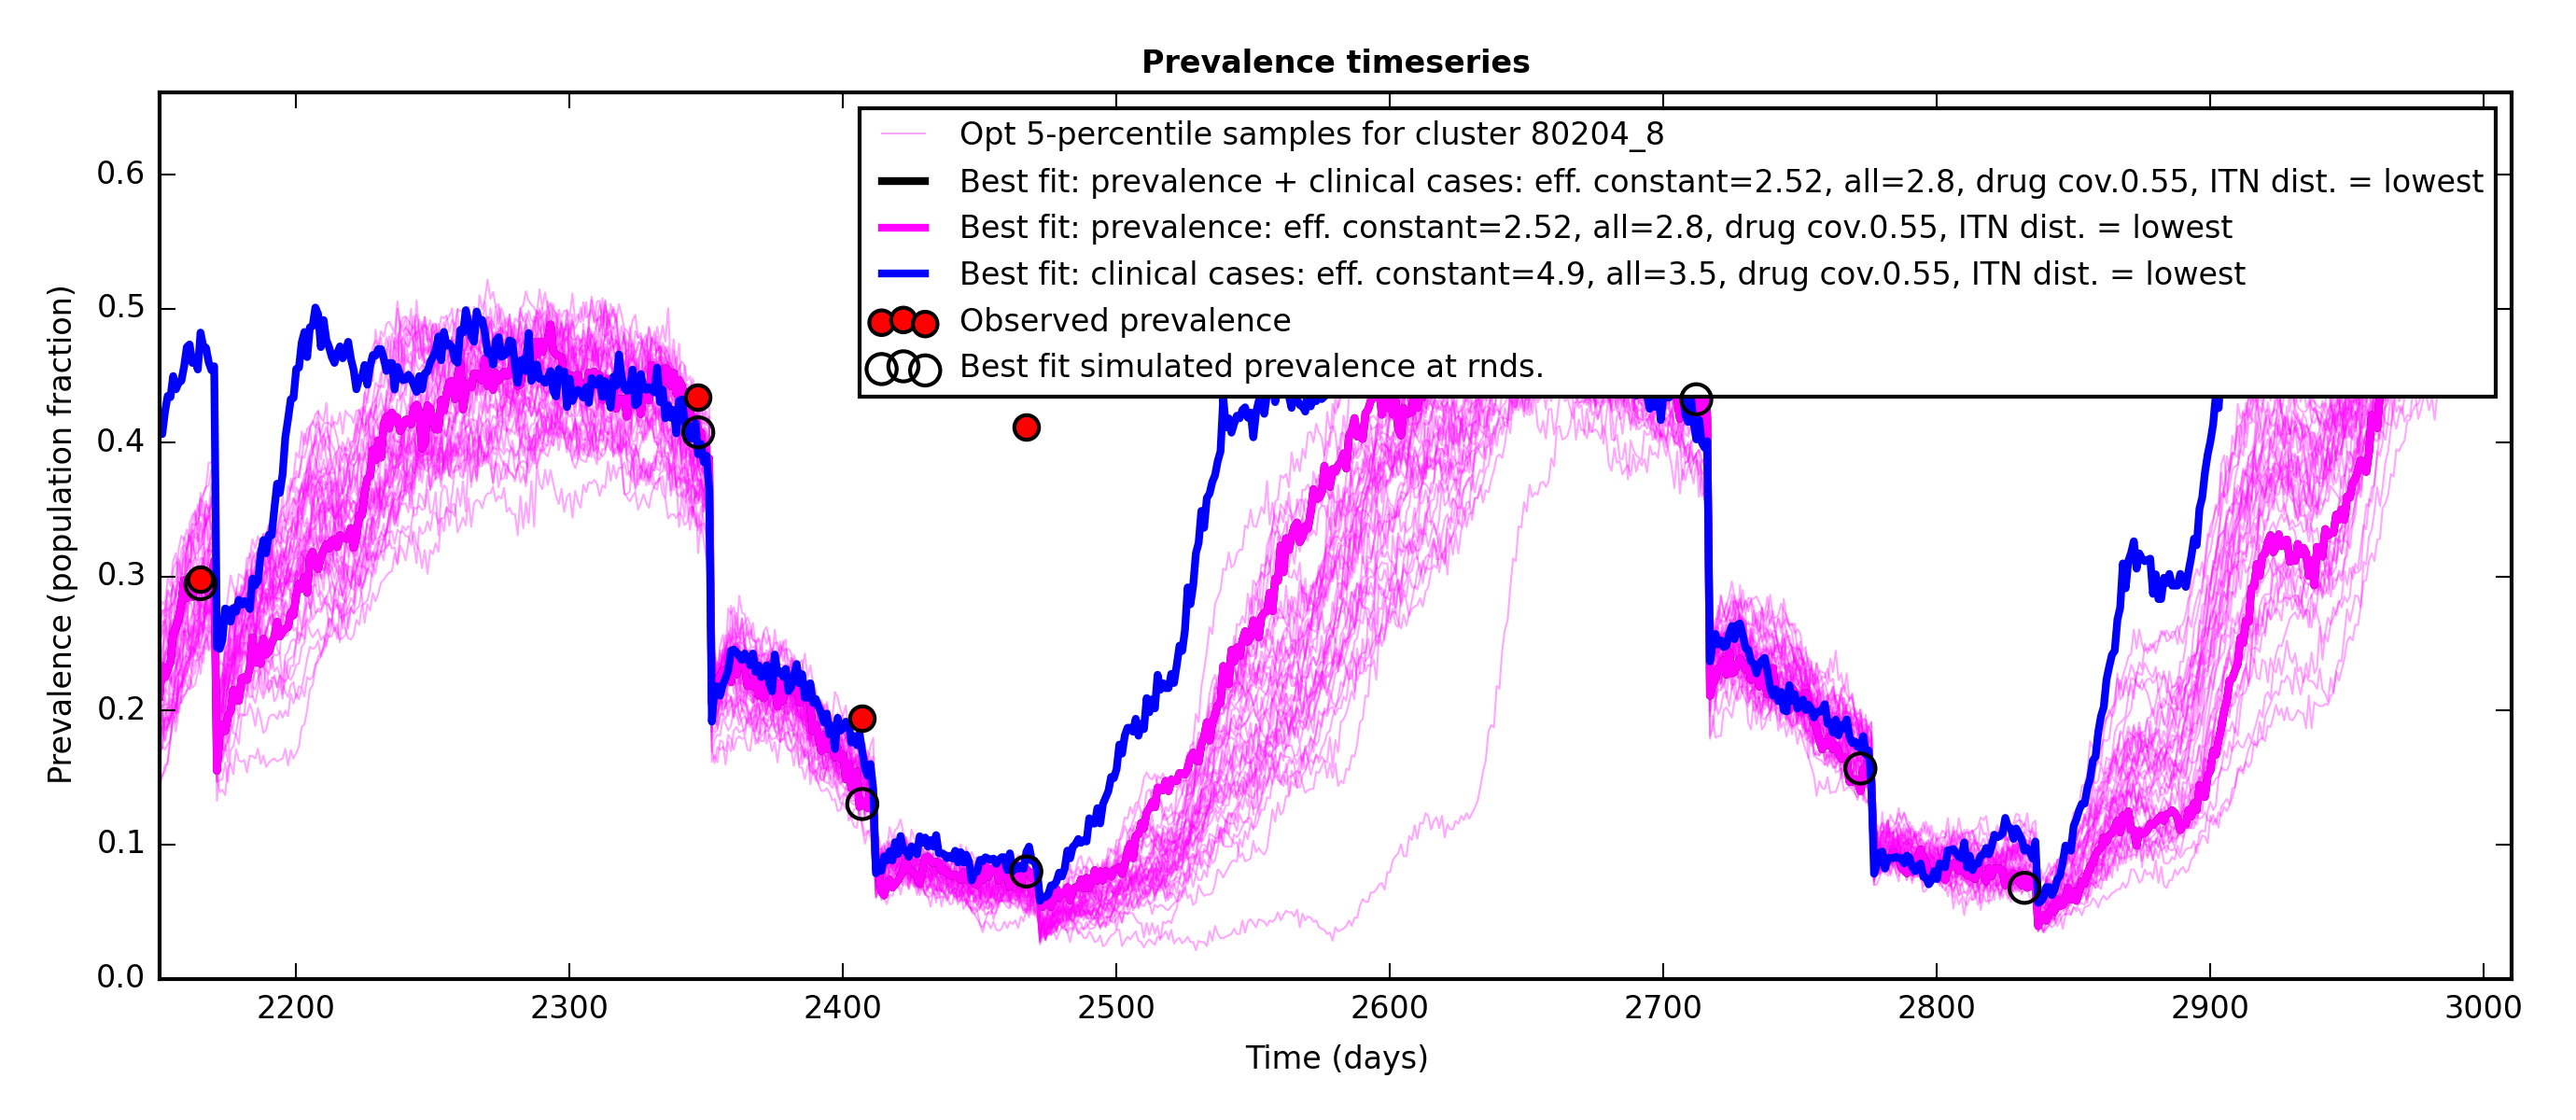 Prevalence timeseries
Opt 5-percentile samples for cluster 80204_8
Best fit: prevalence + clinical cases: eff. constant=2.52, all=2.8, drug cov.0.55, ITN dist. = lowest
Best fit: prevalence: eff. constant=2.52, all=2.8, drug cov.0.55, ITN dist. = lowest
Best fit: clinical cases: eff. constant=4.9, all=3.5, drug cov.0.55, ITN dist. = lowest
Observed prevalence
Best fit simulated prevalence at rnds.
Prevalence (population fraction)
0.6
0.5
0.4
0.3
0.2
0.1
0.0
2200 2300 2400 2500 2600 2700 2800 2900 3000
Time (days)